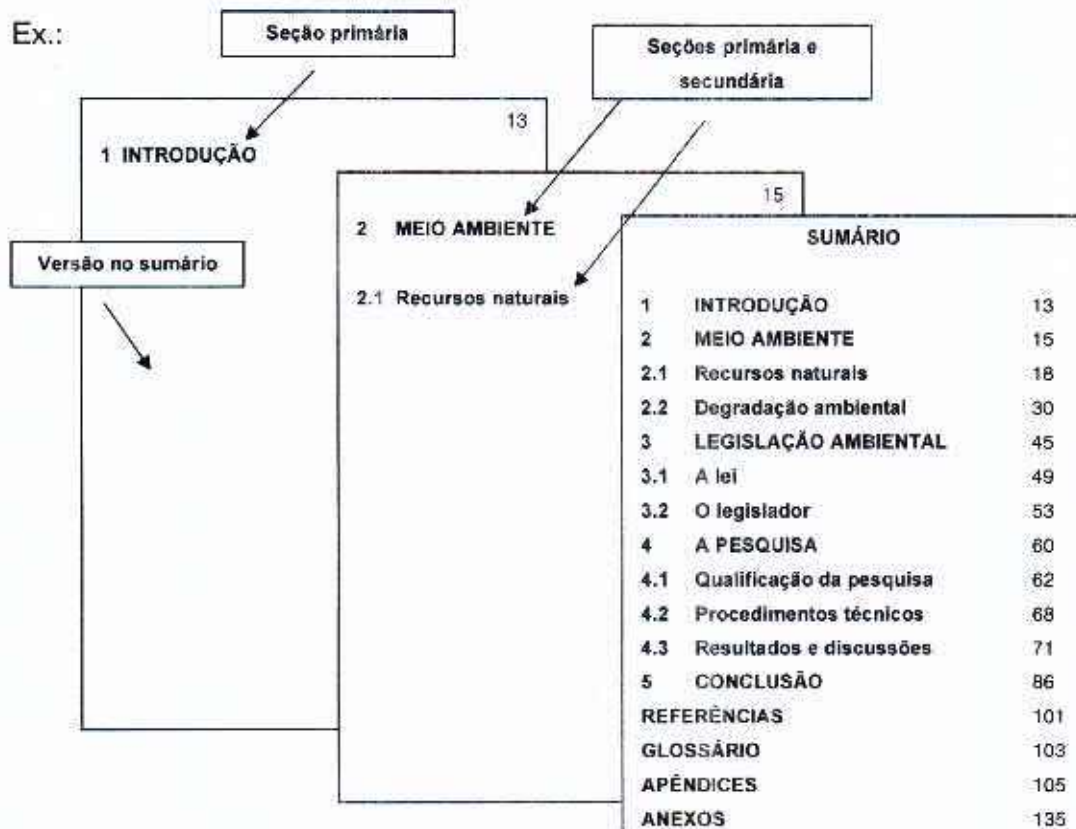 Ex.:
Seção primária
Seções primária e
secundária
13
1 INTRODUÇÃO
15
2 MEIO AMBIENTE
2.1 Recursos naturais
Versão no sumário
SUMÁRIO
1 INTRODUÇÃO 13
2 MEIO AMBIENTE 15
2.1 Recursos naturais 18
2.2 Degradação ambiental 30
3 LEGISLAÇÃO AMBIENTAL 45
3.1 A lei 49
3.2 O legislador 53
4 A PESQUISA 60
4.1 Qualificação da pesquisa 62
4.2 Procedimentos técnicos 68
4.3 Resultados e discussões 71
5 CONCLUSÃO 86
REFERÊNCIAS 101
GLOSSÁRIO 103
APÊNDICES 105
ANEXOS 135